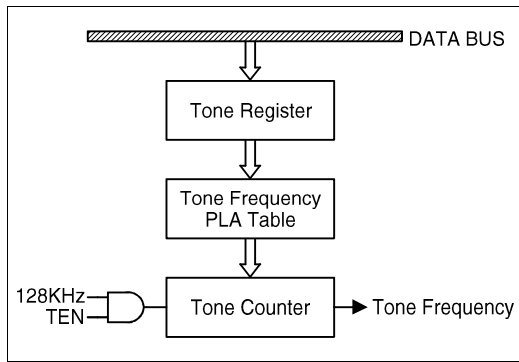 DATA BUS
Tone Register
Tone Frequency
PLA Table
128KHz
TEN
Tone Counter
Tone Frequency